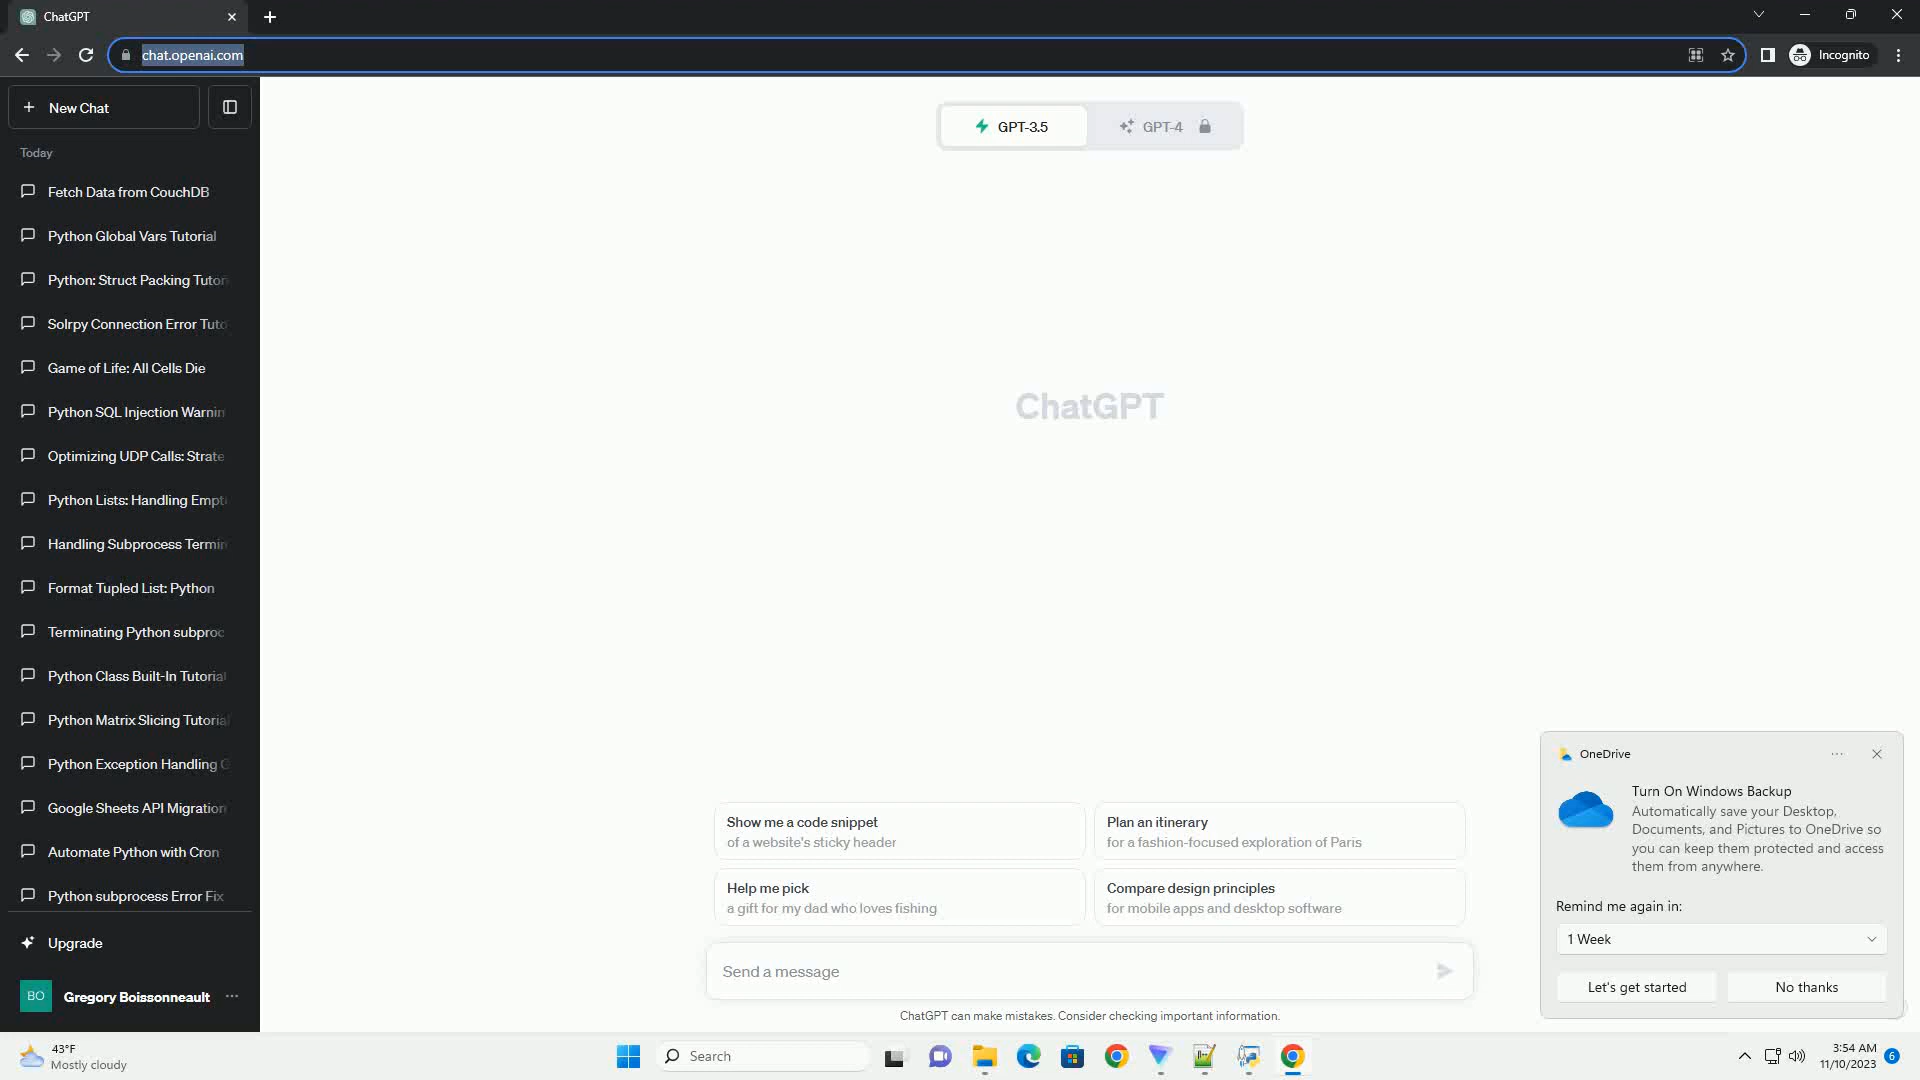 ChatGPT
chat.openai.com
Incognito
New Chat
Today
Fetch Data from CouchDB
Python Global Vars Tutorial
Python: Struct Packing Tutori
Solrpy Connection Error Tuto
Game of Life: All Cells Die
Python SQL Injection Warnin
Optimizing UDP Calls: Strate
Python Lists: Handling Empt
Handling Subprocess Termin
Format Tupled List: Python
Terminating Python subproc
Python Class Built-In Tutorial
Python Matrix Slicing Tutorial
Python Exception Handling G
Google Sheets API Migration
Automate Python with Cron
Python subprocess Error Fix
Upgrade
BO Gregory Boissonneault
GPT-3.5
GPT-4
ChatGPT
Show me a code snippet
of a website's sticky header
Plan an itinerary
for a fashion-focused exploration of Paris
Help me pick
a gift for my dad who loves fishing
Compare design principles
for mobile apps and desktop software
Send a message
ChatGPT can make mistakes. Consider checking important information.
OneDrive
Turn On Windows Backup
Automatically save your Desktop,
Documents, and Pictures to OneDrive so
you can keep them protected and access
them from anywhere.
Remind me again in:
1 Week
Let's get started
No thanks
43°F
Mostly cloudy
Search
3:54 AM
11/10/2023
6